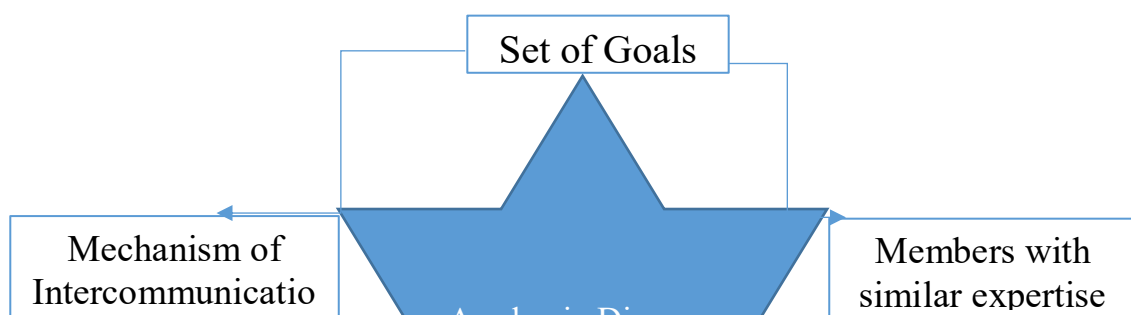 Set of Goals
Mechanism of
Intercommunicatio
Members with
similar expertise